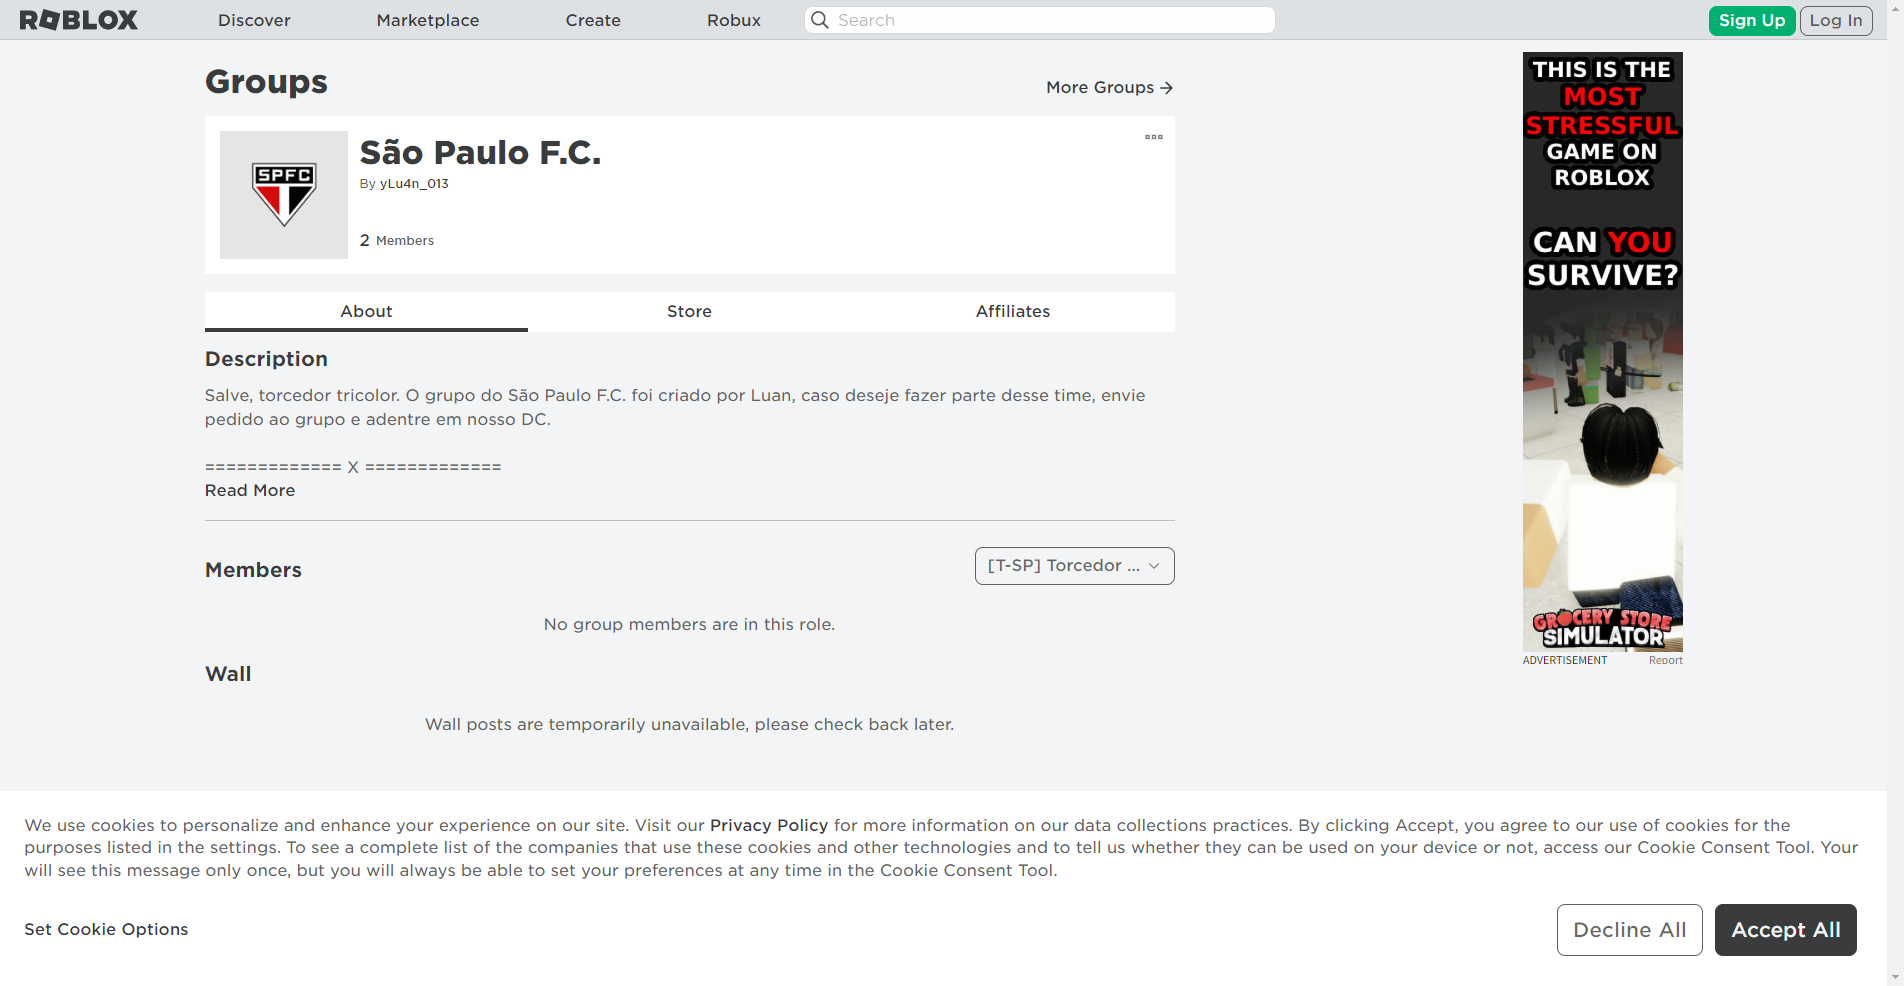 ROBLOX
Discover
Marketplace
Create
Robux
Search
Sign Up
Log In
Groups
More Groups
SPFC
São Paulo F.C.
By yLu4n_013
2 Members
About
Store
Affiliates
Description
Salve, torcedor tricolor. O grupo do São Paulo F.C. foi criado por Luan, caso deseje fazer parte desse time, envie
pedido ao grupo e adentre em nosso DC.
============= X =============
Read More
Members
[T-SP] Torcedor ...
No group members are in this role.
Wall
Wall posts are temporarily unavailable, please check back later.
THIS IS THE
MOST
STRESSFUL
GAME ON
ROBLOX
CAN YOU
SURVIVE?
GROCERY STORE
SIMULATOR
ADVERTISEMENT
Report
We use cookies to personalize and enhance your experience on our site. Visit our Privacy Policy for more information on our data collections practices. By clicking Accept, you agree to our use of cookies for the
purposes listed in the settings. To see a complete list of the companies that use these cookies and other technologies and to tell us whether they can be used on your device or not, access our Cookie Consent Tool. Your
will see this message only once, but you will always be able to set your preferences at any time in the Cookie Consent Tool.
Set Cookie Options
Decline All
Accept All